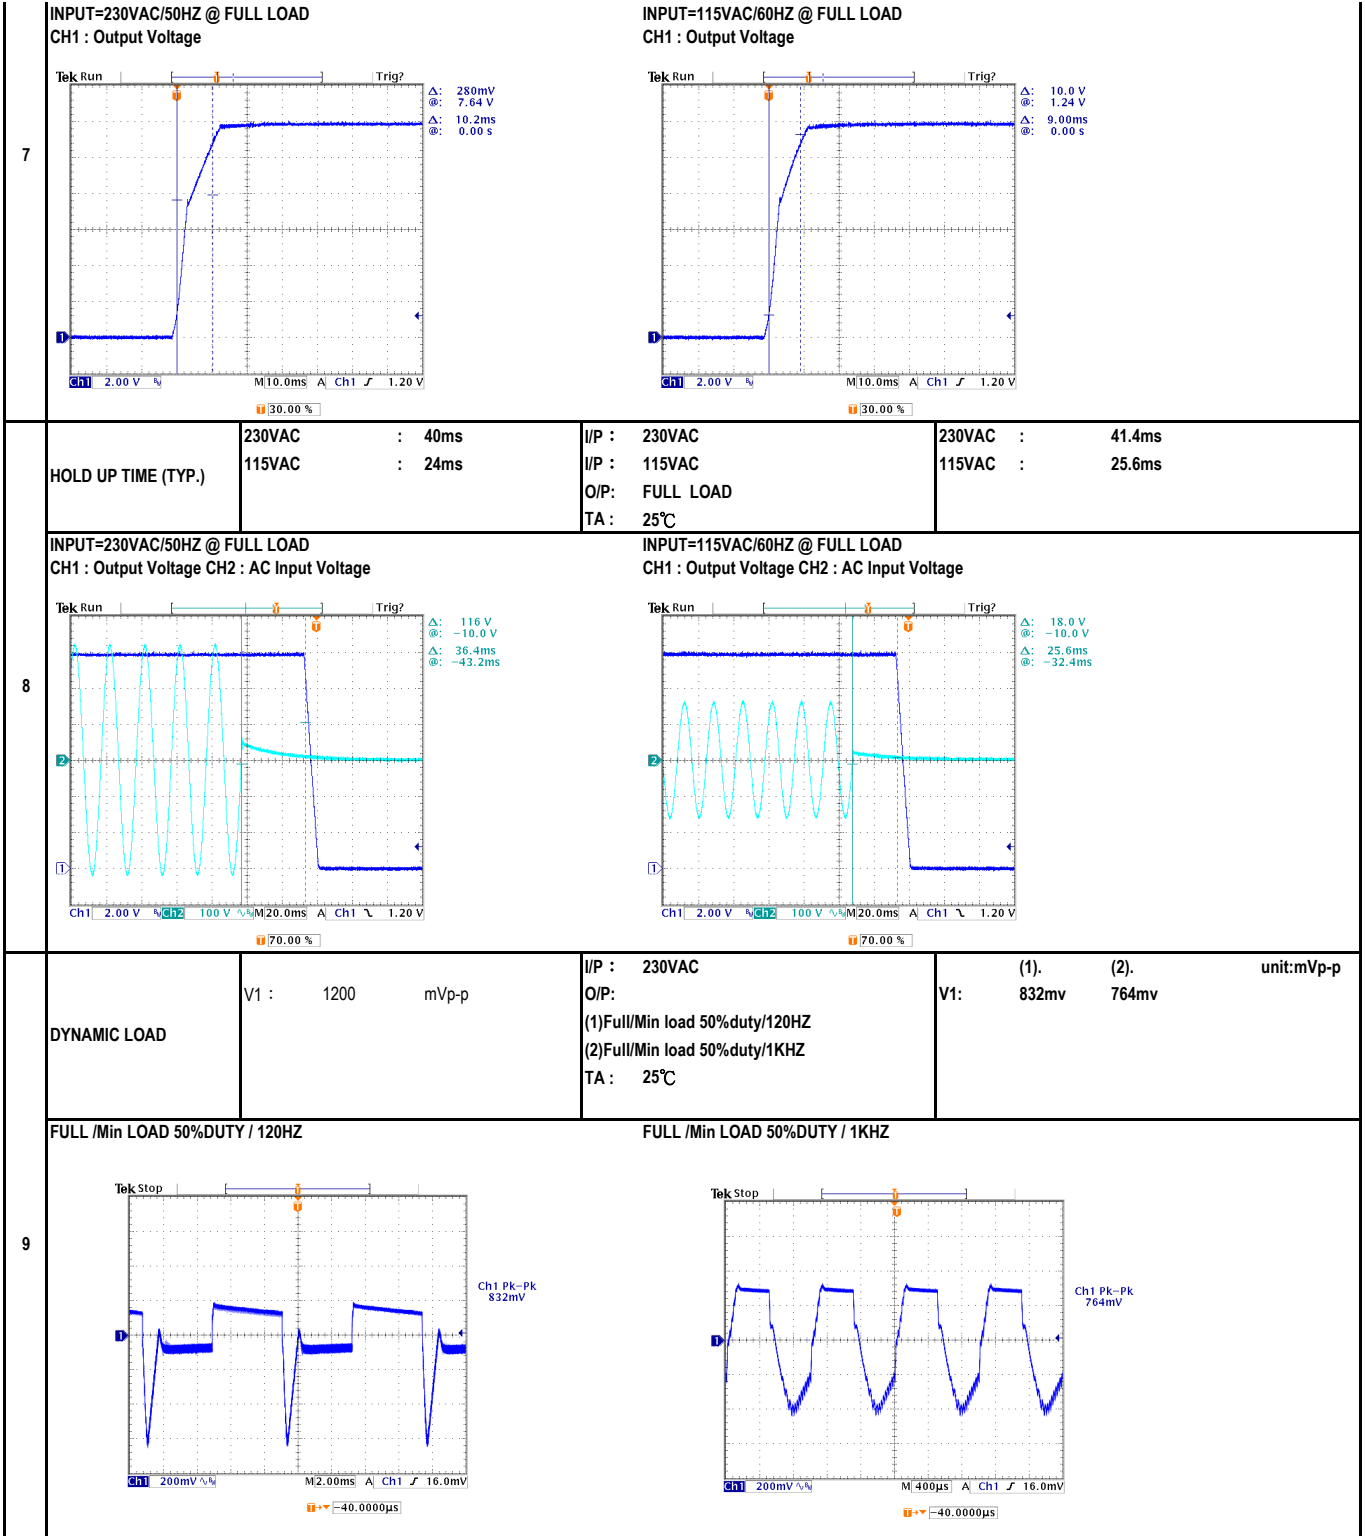 INPUT=230VAC/50HZ @ FULL LOAD
CH1 : Output Voltage
INPUT=115VAC/60HZ @ FULL LOAD
CH1 : Output Voltage
7
Tek Run
Trig?
Δ: 280mV
@: 7.64 V
Δ: 10.2ms
@: 0.00 s
1
Ch1 2.00 V M 10.0ms A Ch1 1.20 V
T 30.00 %
Tek Run
Trig?
Δ: 10.0 V
@: 1.24 V
Δ: 9.00ms
@: 0.00 s
1
Ch1 2.00 V M 10.0ms A Ch1 1.20 V
T 30.00 %
8
HOLD UP TIME (TYP.)
230VAC : 40ms
115VAC : 24ms
I/P : 230VAC
I/P : 115VAC
O/P: FULL LOAD
TA : 25℃
230VAC : 41.4ms
115VAC : 25.6ms
INPUT=230VAC/50HZ @ FULL LOAD
CH1 : Output Voltage CH2 : AC Input Voltage
INPUT=115VAC/60HZ @ FULL LOAD
CH1 : Output Voltage CH2 : AC Input Voltage
Tek Run
Trig?
Δ: 116 V
@: −10.0 V
Δ: 36.4ms
@: −43.2ms
2
1
Ch1 2.00 V Ch2 100 V M 20.0ms A Ch1 1.20 V
T 70.00 %
Tek Run
Trig?
Δ: 18.0 V
@: −10.0 V
Δ: 25.6ms
@: −32.4ms
2
1
Ch1 2.00 V Ch2 100 V M 20.0ms A Ch1 1.20 V
T 70.00 %
9
DYNAMIC LOAD
V1 : 1200 mVp-p
I/P : 230VAC
O/P:
(1)Full/Min load 50%duty/120HZ
(2)Full/Min load 50%duty/1KHZ
TA : 25℃
(1). (2). unit:mVp-p
V1: 832mv 764mv
FULL /Min LOAD 50%DUTY / 120HZ
FULL /Min LOAD 50%DUTY / 1KHZ
Tek Stop
Ch1 Pk−Pk
832mV
1
Ch1 200mV M 2.00ms A Ch1 16.0mV
T −40.0000µs
Tek Stop
Ch1 Pk−Pk
764mV
1
Ch1 200mV M 400µs A Ch1 16.0mV
T −40.0000µs